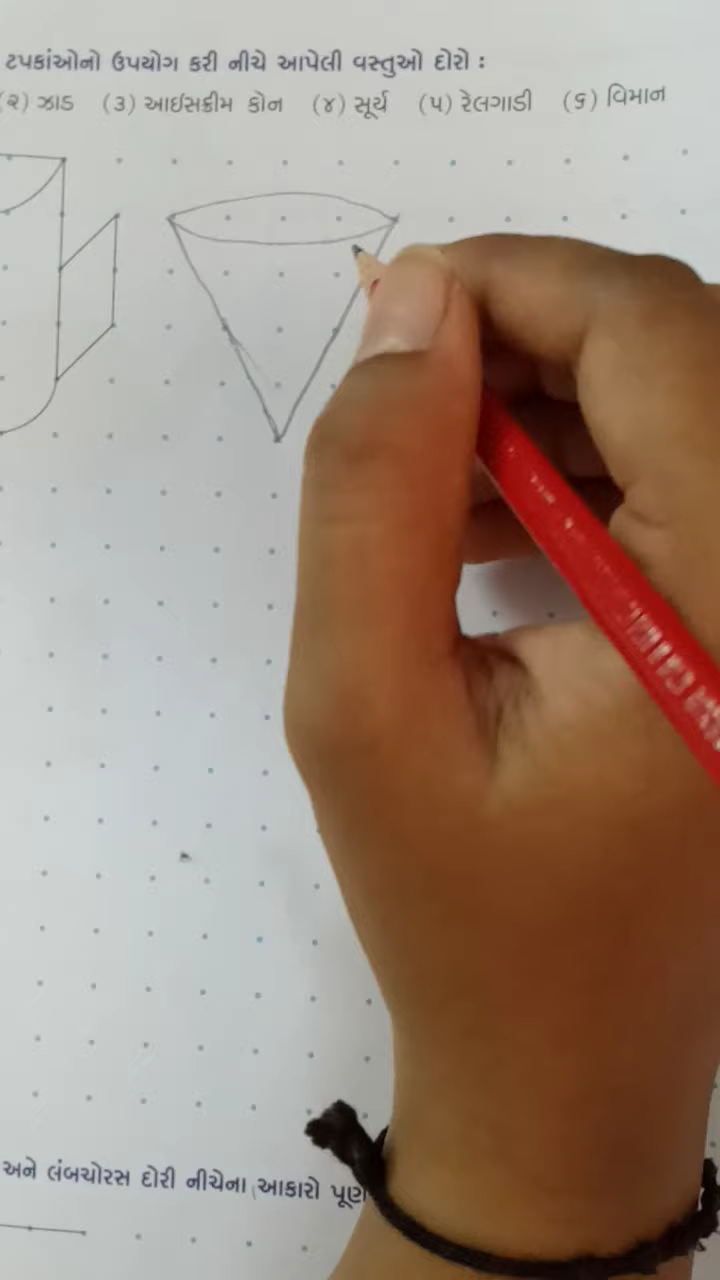 ટપકાંઓનો ઉપયોગ કરી નીચે આપેલી વસ્તુઓ દોરો :
(૨) ઝાડ (૩) આઇસક્રીમ કોન (૪) સૂર્ય (૫) રેલગાડી (૬) વિમાન
અને લંબચોરસ દોરી નીચેના આકારો